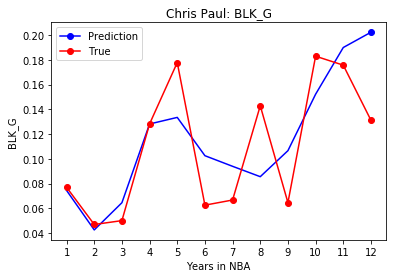 Chris Paul: BLK_G
Prediction
True
0.20
0.18
0.16
0.14
0.12
0.10
0.08
0.06
0.04
BLK_G
1 2 3 4 5 6 7 8 9 10 11 12
Years in NBA